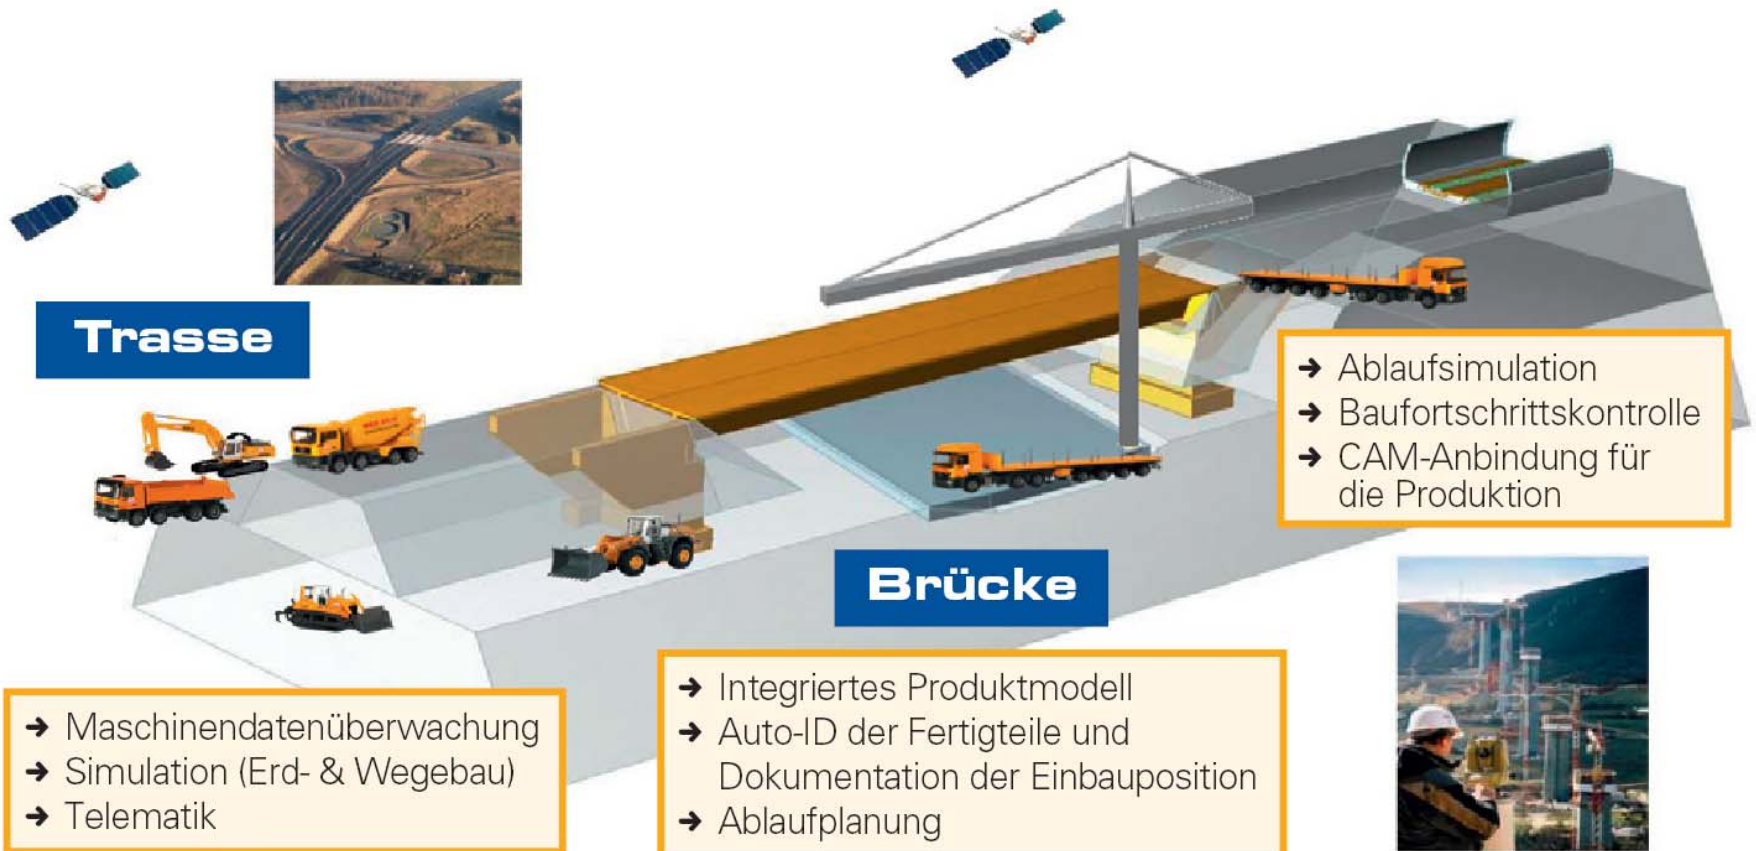 Trasse
→ Ablaufsimulation
→ Baufortschrittskontrolle
→ CAM-Anbindung für
die Produktion
Brücke
→ Maschinendatenüberwachung
→ Simulation (Erd- & Wegebau)
→ Telematik
→ Integriertes Produktmodell
→ Auto-ID der Fertigteile und
Dokumentation der Einbauposition
→ Ablaufplanung